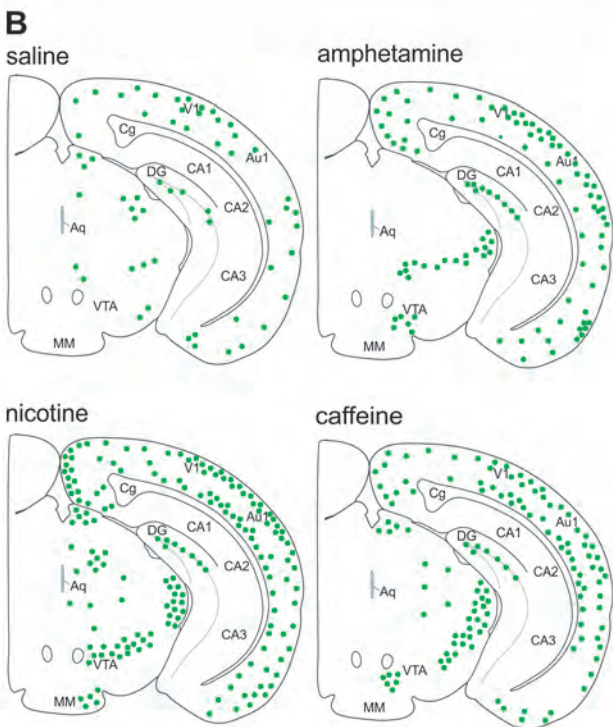 B
saline
V1
Cg
Au1
CA1
DG
CA2
Aq
CA3
VTA
MM
amphetamine
V1
Cg
Au1
CA1
DG
CA2
Aq
CA3
VTA
MM
nicotine
V1
Cg
Au1
CA1
DG
CA2
Aq
CA3
VTA
MM
caffeine
V1
Cg
Au1
CA1
DG
CA2
Aq
CA3
VTA
MM